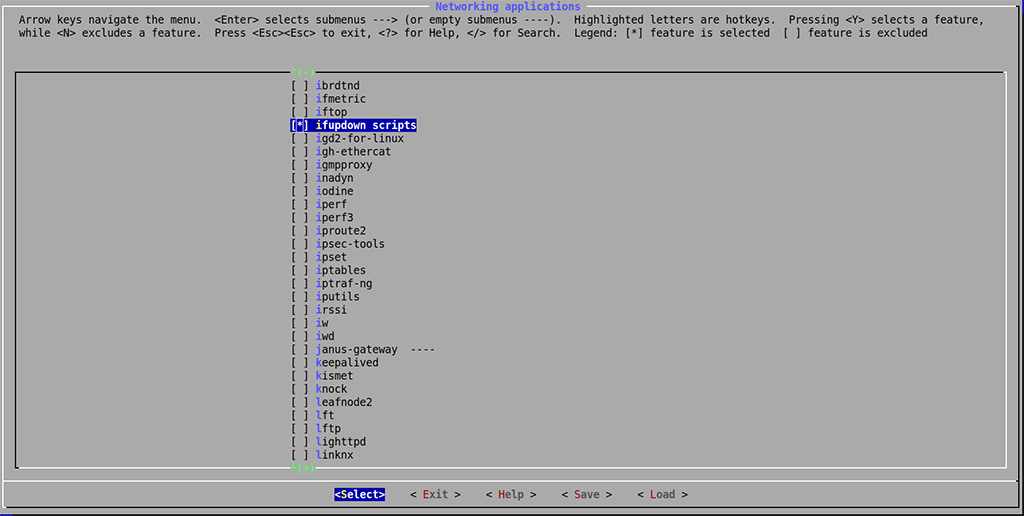 Networking applications
Arrow keys navigate the menu.  <Enter> selects submenus ---> (or empty submenus ----).  Highlighted letters are hotkeys.  Pressing <Y> selects a feature,
while <N> excludes a feature.  Press <Esc><Esc> to exit, <?> for Help, </> for Search.  Legend: [*] feature is selected  [ ] feature is excluded
^(-)
[ ] ibrdtnd
[ ] ifmetric
[ ] iftop
[*] ifupdown scripts
[ ] igd2-for-linux
[ ] igh-ethercat
[ ] igmpproxy
[ ] inadyn
[ ] iodine
[ ] iperf
[ ] iperf3
[ ] iproute2
[ ] ipsec-tools
[ ] ipset
[ ] iptables
[ ] iptraf-ng
[ ] iputils
[ ] irssi
[ ] iw
[ ] iwd
[ ] janus-gateway  ----
[ ] keepalived
[ ] kismet
[ ] knock
[ ] leafnode2
[ ] lft
[ ] lftp
[ ] lighttpd
[ ] linknx
(+)
<Select>    < Exit >    < Help >    < Save >    < Load >